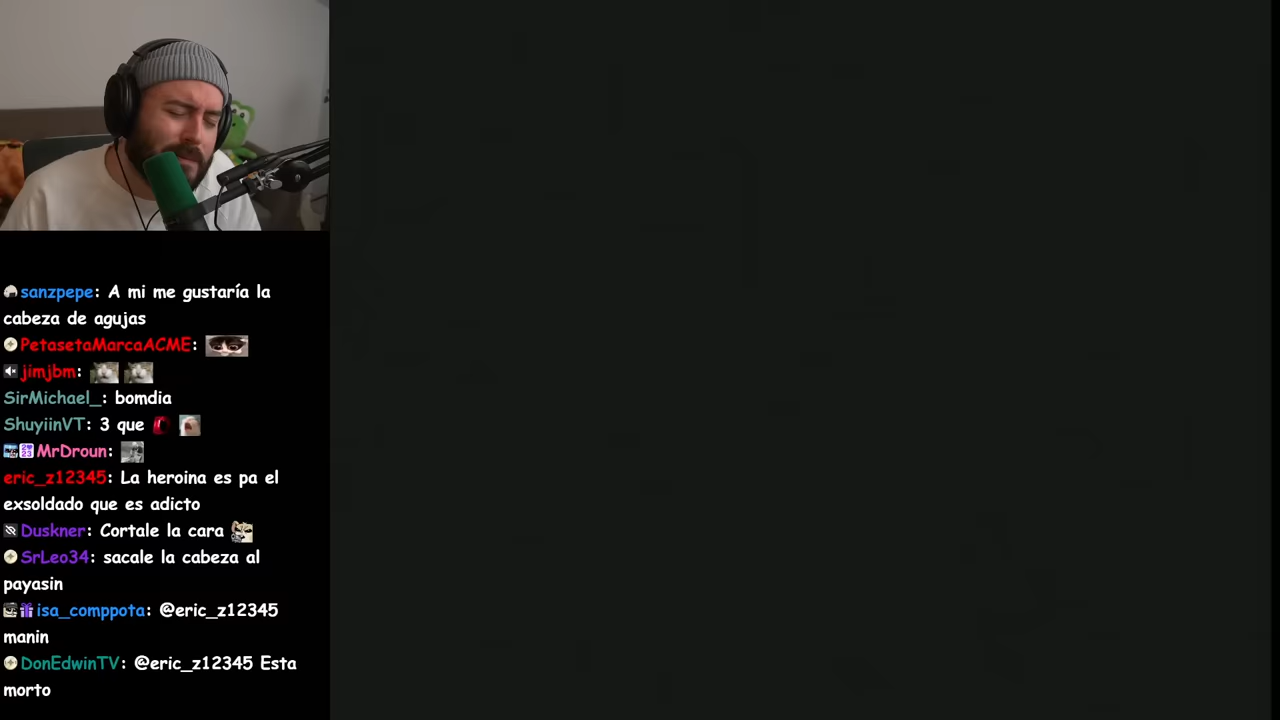 sanzpepe: A mi me gustaría la
cabeza de agujas
PetasetaMarcaACME:
jimjbm:
SirMichael_: bomdia
ShuyiinVT: 3 que
MrDroun:
eric_z12345: La heroina es pa el
exsoldado que es adicto
Duskner: Cortale la cara
SrLeo34: sacale la cabeza al
payasin
isa_comppota: @eric_z12345
manin
DonEdwinTV: @eric_z12345 Esta
morto